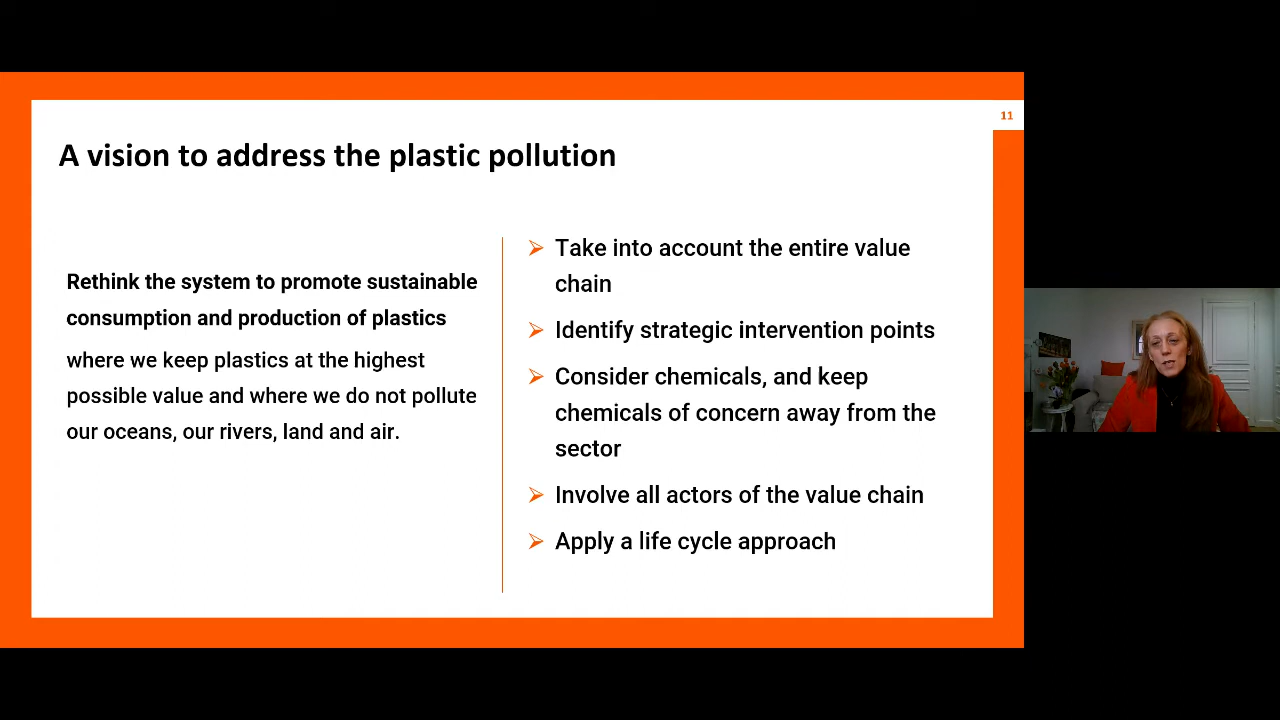 11
A vision to address the plastic pollution
Rethink the system to promote sustainable
consumption and production of plastics
where we keep plastics at the highest
possible value and where we do not pollute
our oceans, our rivers, land and air.
Take into account the entire value
chain
Identify strategic intervention points
Consider chemicals, and keep
chemicals of concern away from the
sector
Involve all actors of the value chain
Apply a life cycle approach